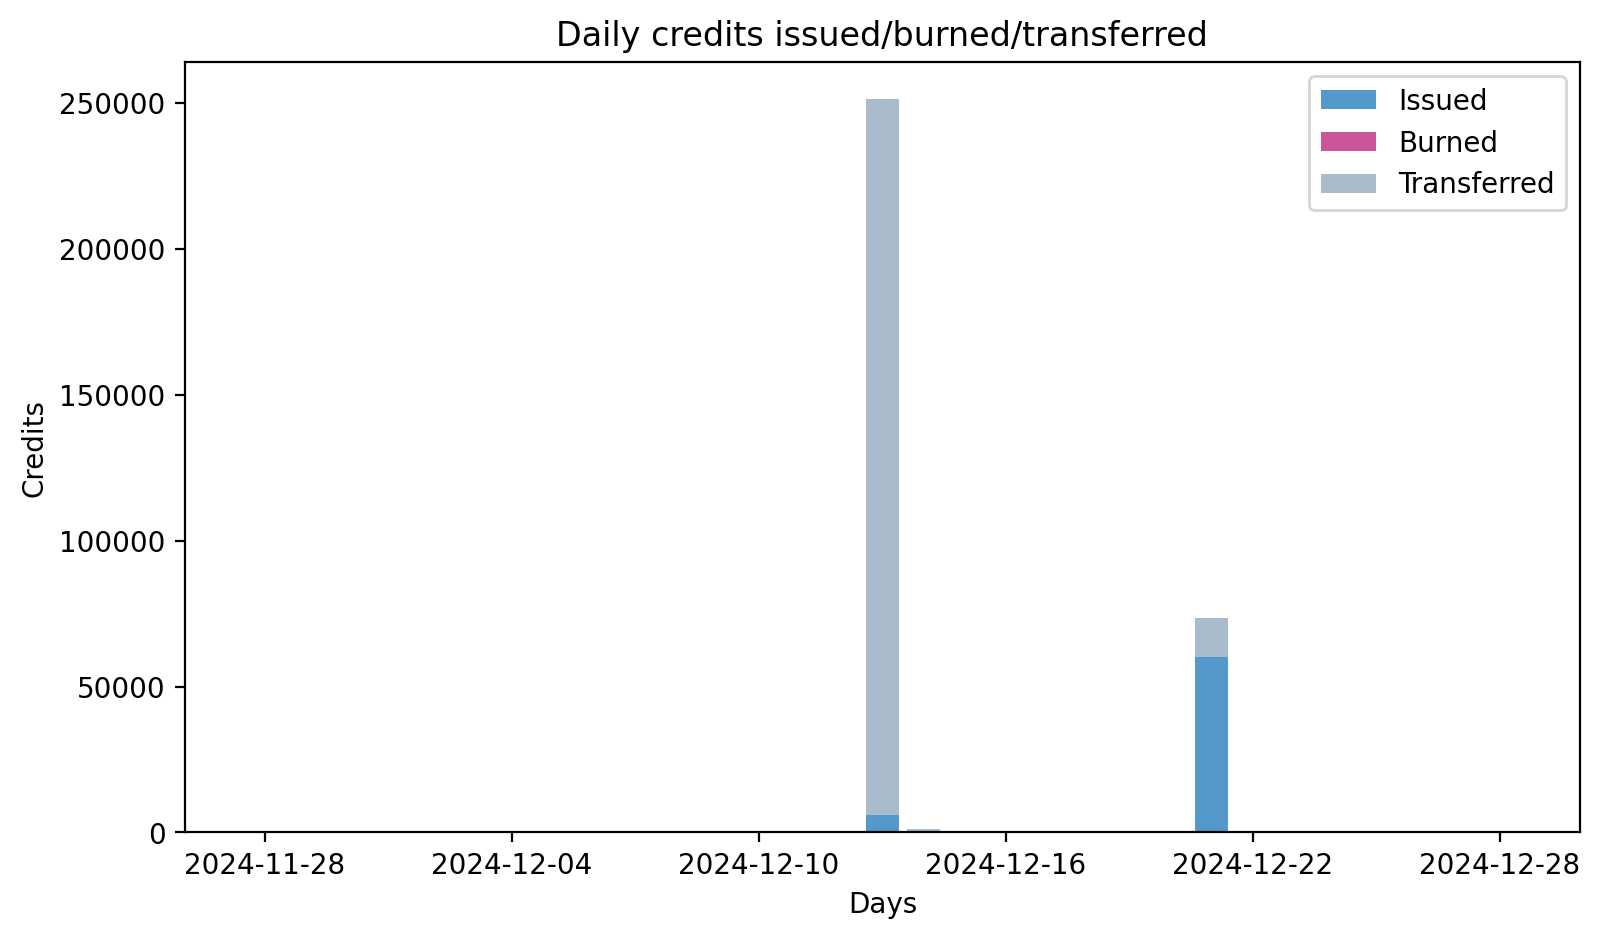 Daily credits issued/burned/transferred
Issued
Burned
Transferred
250000
200000
150000
100000
50000
0
Credits
2024-11-28 2024-12-04 2024-12-10 2024-12-16 2024-12-22 2024-12-28
Days